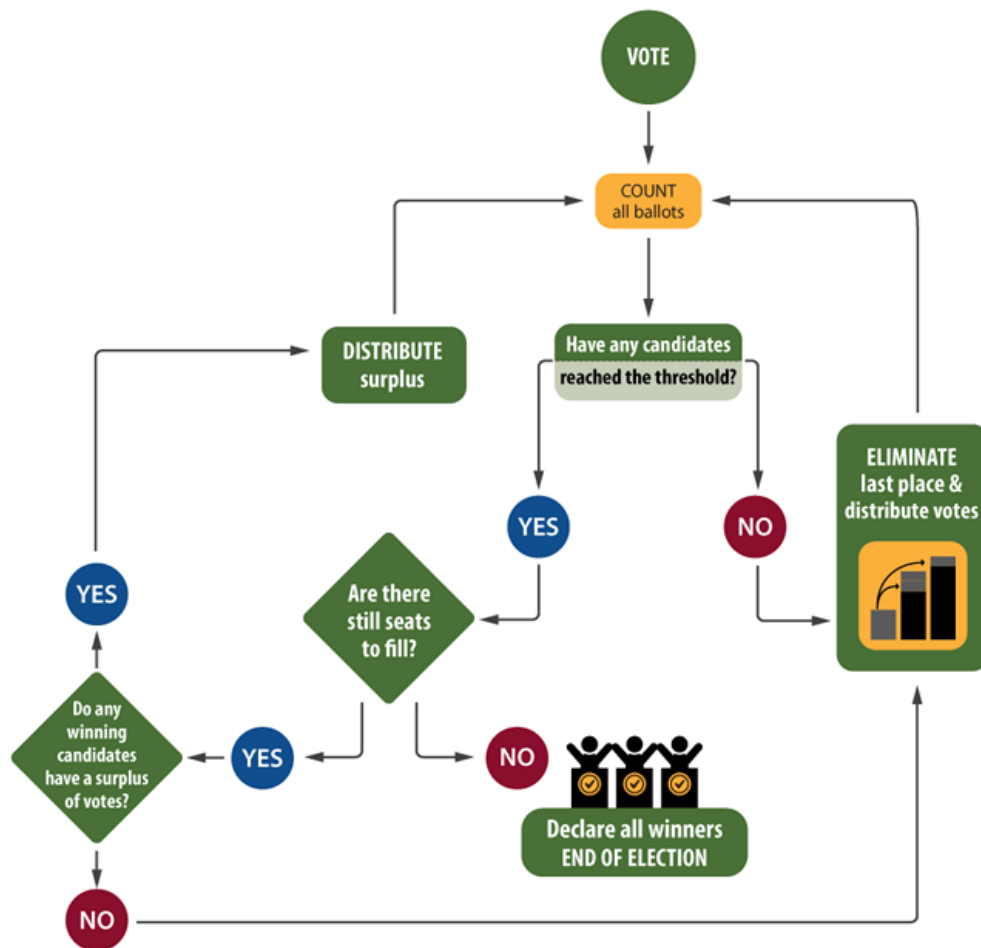 VOTE
COUNT
all ballots
DISTRIBUTE
surplus
Have any candidates
reached the threshold?
ELIMINATE
last place &
distribute votes
YES
NO
YES
Are there
still seats
to fill?
Do any
winning
candidates
have a surplus
of votes?
YES
NO
Declare all winners
END OF ELECTION
NO